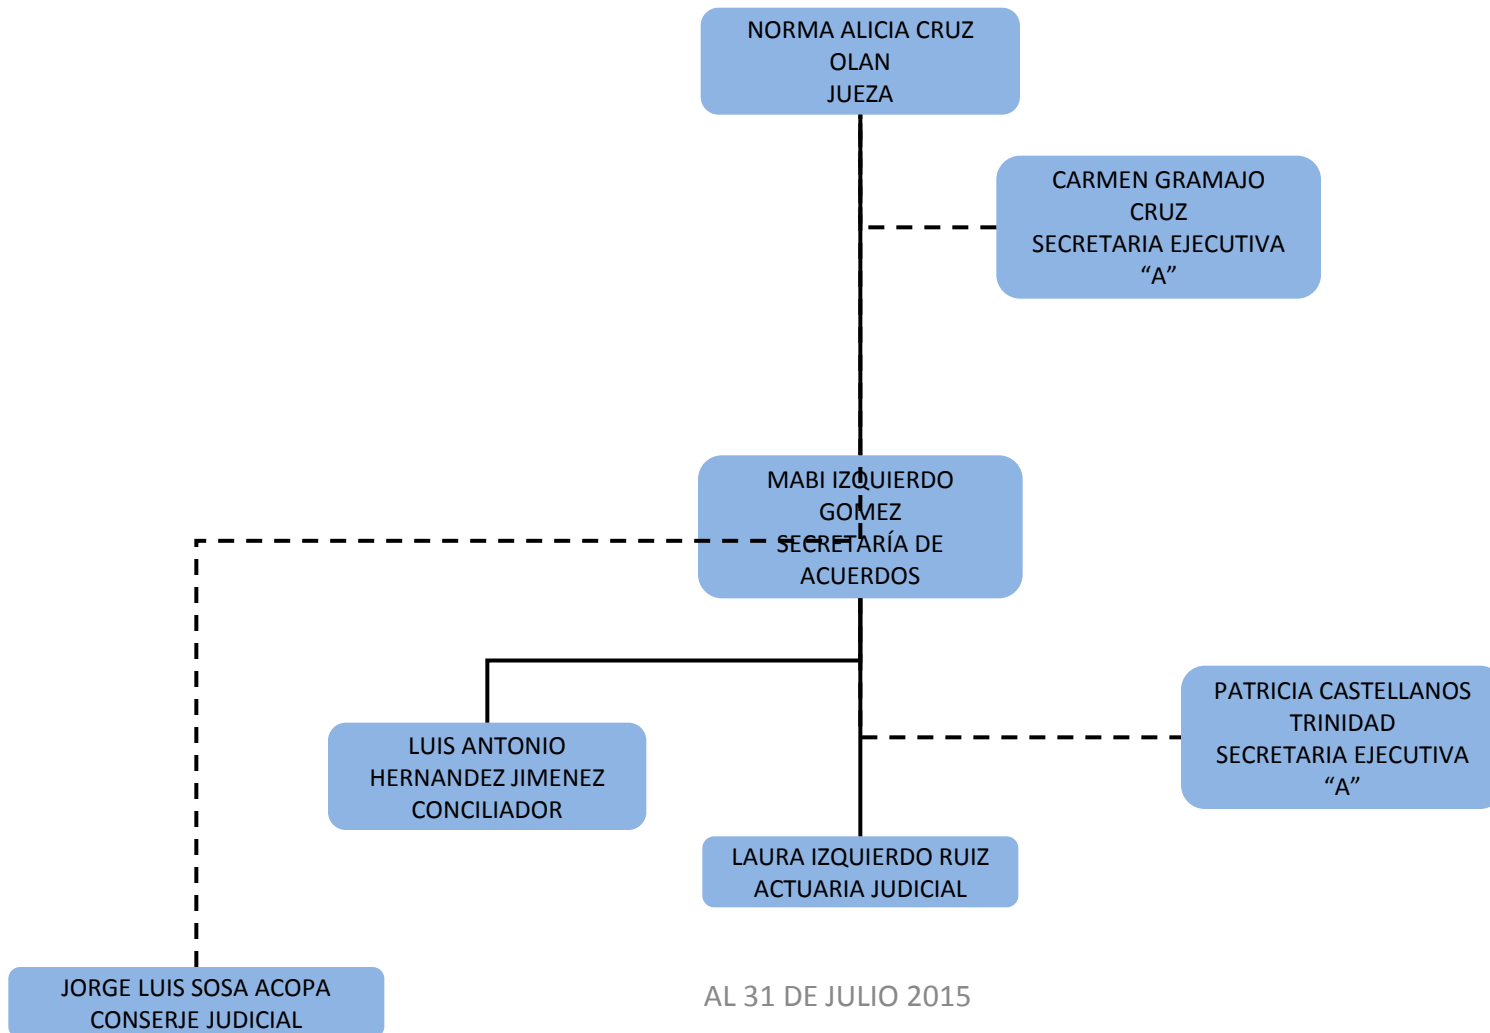 NORMA ALICIA CRUZ
OLAN
JUEZA
CARMEN GRAMAJO
CRUZ
SECRETARIA EJECUTIVA
“A”
MABI IZQUIERDO
GOMEZ
SECRETARÍA DE
ACUERDOS
PATRICIA CASTELLANOS
TRINIDAD
SECRETARIA EJECUTIVA
“A”
LUIS ANTONIO
HERNANDEZ JIMENEZ
CONCILIADOR
LAURA IZQUIERDO RUIZ
ACTUARIA JUDICIAL
JORGE LUIS SOSA ACOPA
CONSERJE JUDICIAL
AL 31 DE JULIO 2015